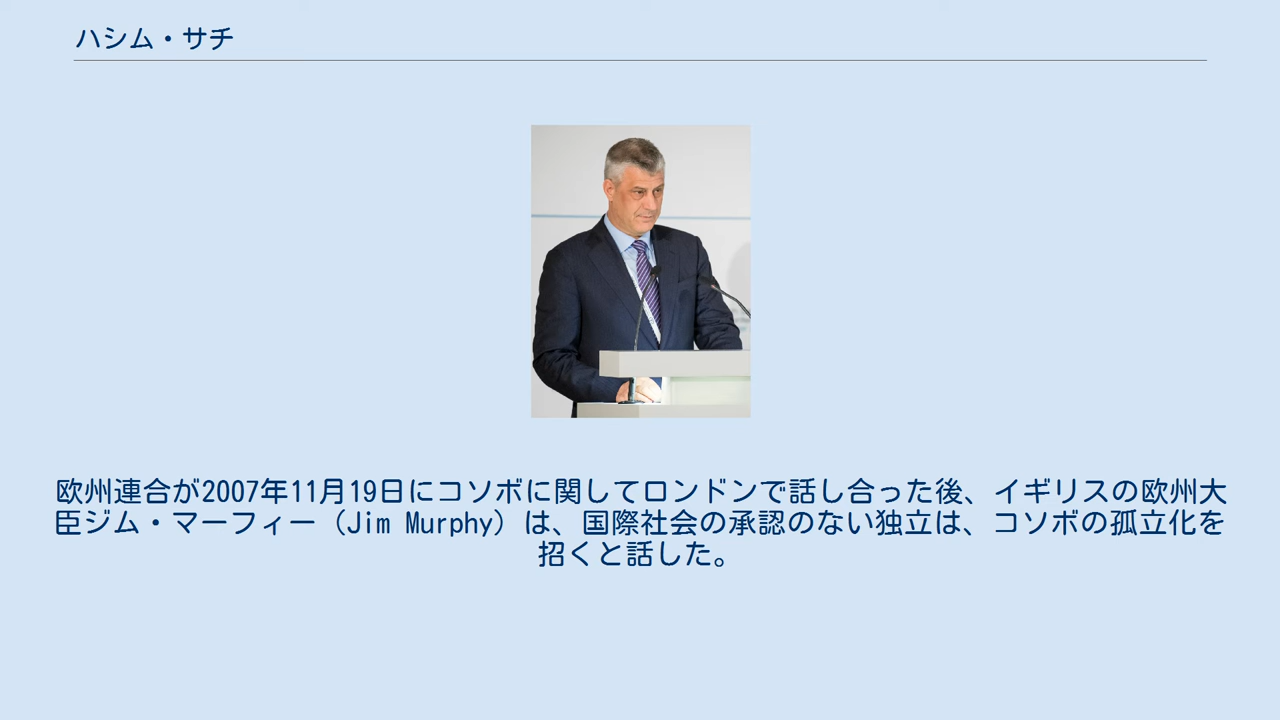 ハシム・サチ
欧州連合が2007年11月19日にコソボに関してロンドンで話し合った後、イギリスの欧州大
臣ジム・マーフィー（Jim Murphy）は、国際社会の承認のない独立は、コソボの孤立化を
招くと話した。